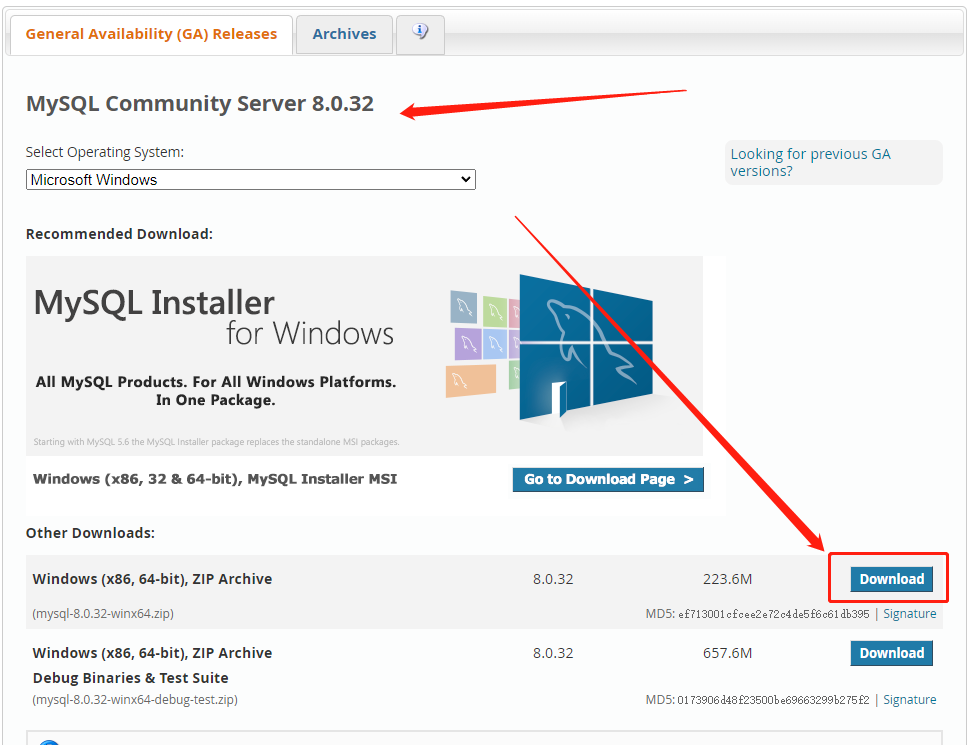 General Availability (GA) Releases
Archives
MySQL Community Server 8.0.32
Select Operating System:
Microsoft Windows
Looking for previous GA
versions?
Recommended Download:
MySQL Installer
for Windows
All MySQL Products. For All Windows Platforms.
In One Package.
Starting with MySQL 5.6 the MySQL Installer package replaces the standalone MSI packages.
Windows (x86, 32 & 64-bit), MySQL Installer MSI
Go to Download Page >
Other Downloads:
Windows (x86, 64-bit), ZIP Archive 8.0.32 223.6M Download
(mysql-8.0.32-winx64.zip) MD5: ef713001cfcee2e72c4de5f6c61db395 | Signature
Windows (x86, 64-bit), ZIP Archive 8.0.32 657.6M Download
Debug Binaries & Test Suite
(mysql-8.0.32-winx64-debug-test.zip) MD5: 0173906d48f23500be69663299b275f2 | Signature